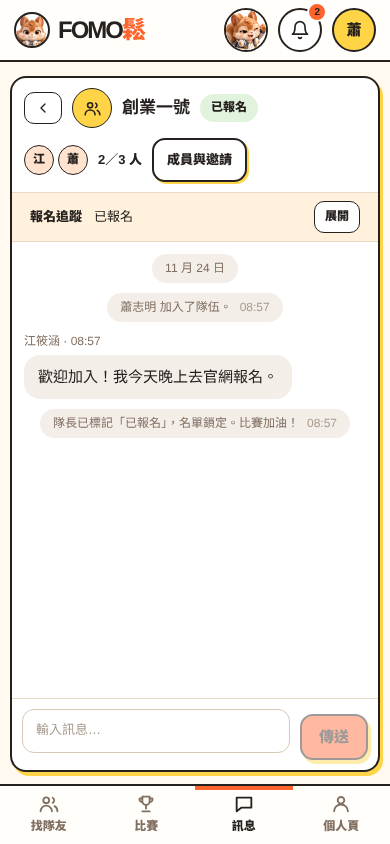 FOMO鬆
2
蕭
創業一號 已報名
江 蕭 2／3 人 成員與邀請
報名追蹤 已報名 展開
11 月 24 日
蕭志明 加入了隊伍。 08:57
江筱涵 · 08:57
歡迎加入！我今天晚上去官網報名。
隊長已標記「已報名」，名單鎖定。比賽加油！ 08:57
輸入訊息… 傳送
找隊友 比賽 訊息 個人頁